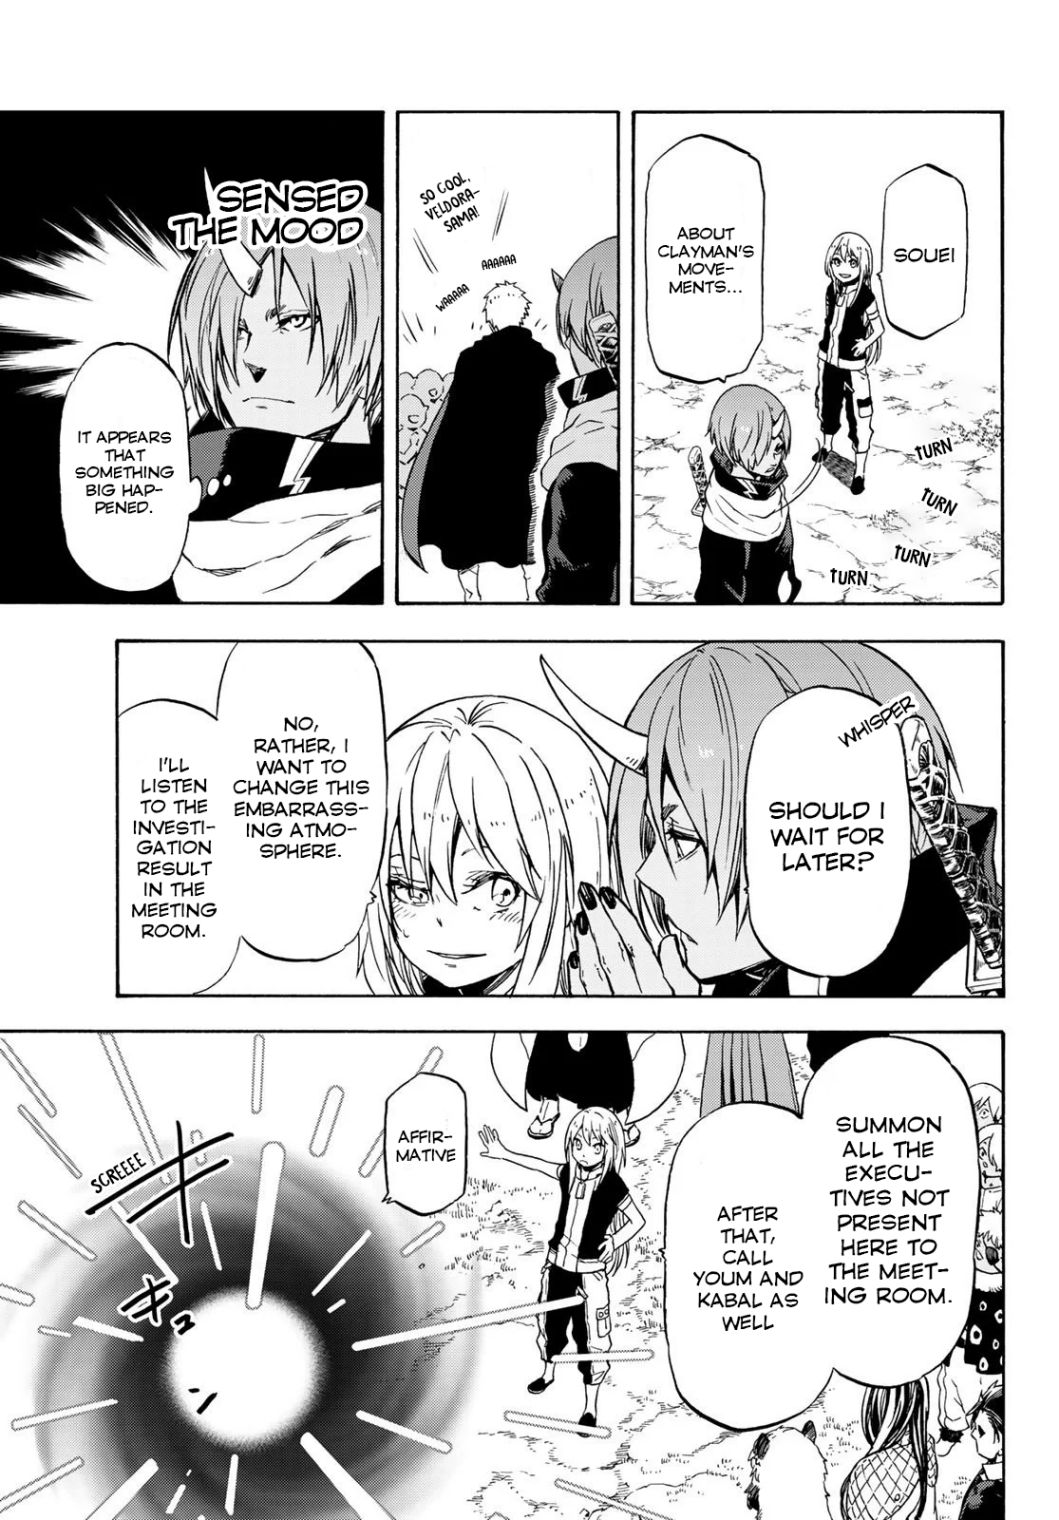 SOUEI
ABOUT
CLAYMAN'S
MOVE-
MENTS...
TURN
TURN
TURN
TURN
SO COOL,
VELDORA-
SAMA!
AAAAAA
WAAAAA
SENSED
THE MOOD
IT APPEARS
THAT
SOMETHING
BIG HAP-
PENED.
WHISPER
SHOULD I
WAIT FOR
LATER?
NO,
RATHER, I
WANT TO
CHANGE THIS
EMBARRASS-
ING ATMO-
SPHERE.
I'LL
LISTEN
TO THE
INVESTI-
GATION
RESULT
IN THE
MEETING
ROOM.
SUMMON
ALL THE
EXECU-
TIVES NOT
PRESENT
HERE TO
THE MEET-
ING ROOM.
AFTER
THAT,
CALL
YOUM AND
KABAL AS
WELL
AFFIR-
MATIVE
SCREEEE
キュン